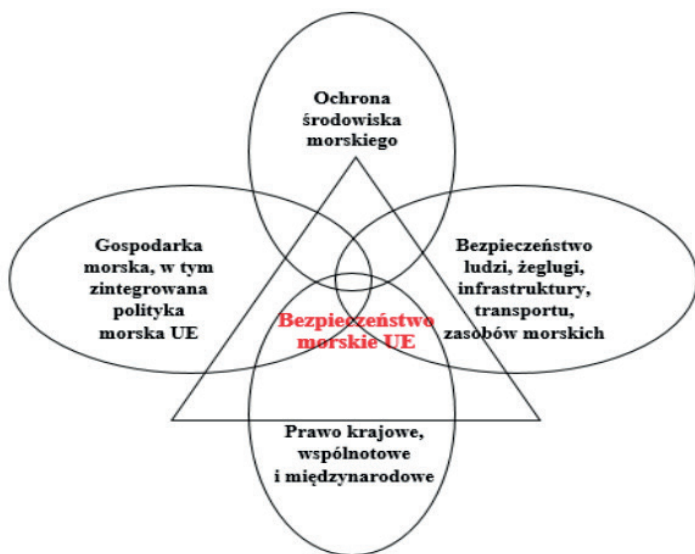 Ochrona
środowiska
morskiego
Gospodarka
morska, w tym
zintegrowana
polityka
morska UE
Bezpieczeństwo
ludzi, żeglugi,
infrastruktury,
transportu,
zasobów morskich
Bezpieczeństwo
morskie UE
Prawo krajowe,
wspólnotowe
i międzynarodowe